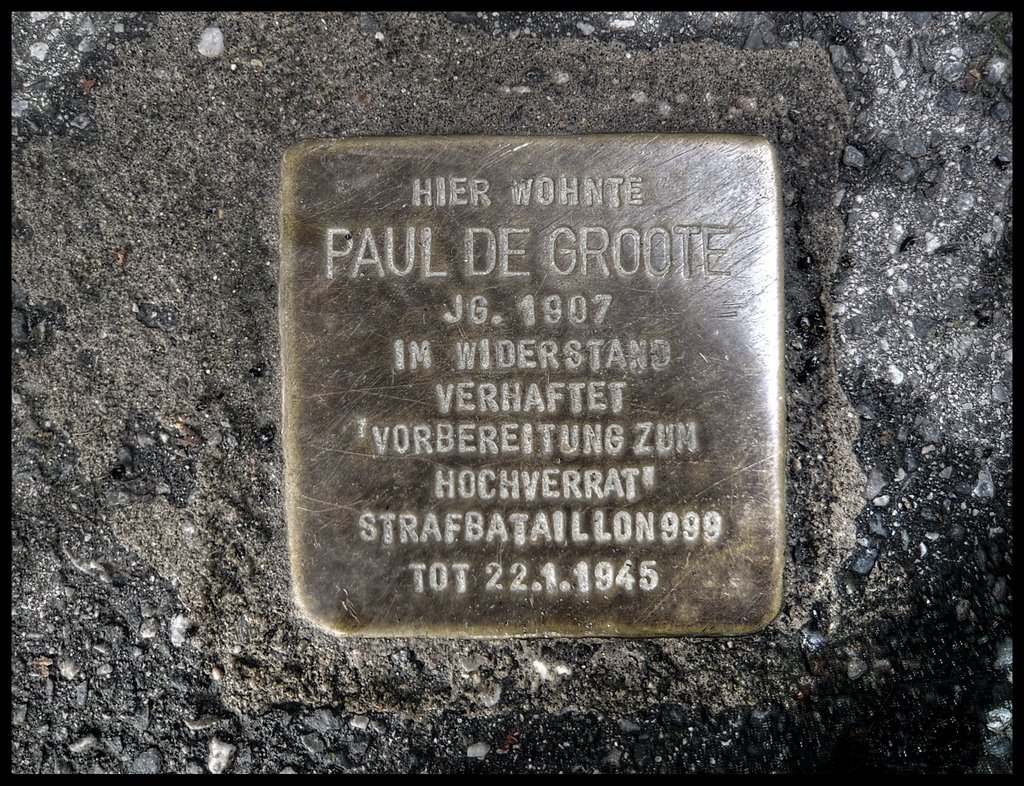 HIER WOHNTE
PAUL DE GROOTE
JG. 1907
IM WIDERSTAND
VERHAFTET
'VORBEREITUNG ZUM
HOCHVERRAT'
STRAFBATAILLON 999
TOT 22.1.1945